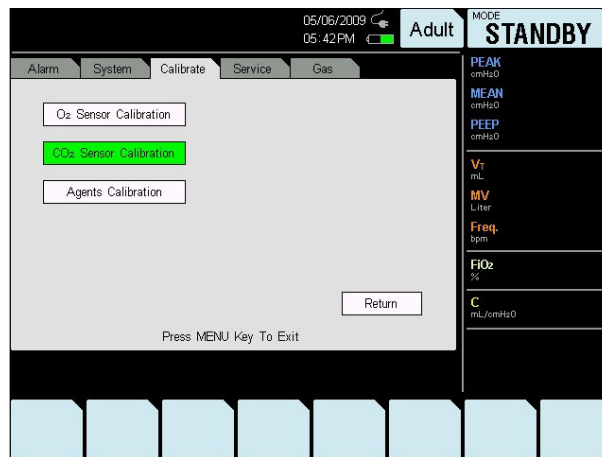 05/06/2009
05:42PM
Adult
MODE
STANDBY
Alarm
System
Calibrate
Service
Gas
O₂ Sensor Calibration
CO₂ Sensor Calibration
Agents Calibration
Return
Press MENU Key To Exit
PEAK
cmH2O
MEAN
cmH2O
PEEP
cmH2O
VT
mL
MV
Liter
Freq.
bpm
FiO₂
%
C
mL/cmH2O